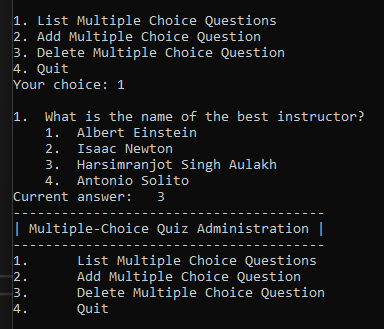 1. List Multiple Choice Questions
2. Add Multiple Choice Question
3. Delete Multiple Choice Question
4. Quit
Your choice: 1
1.  What is the name of the best instructor?
    1.  Albert Einstein
    2.  Isaac Newton
    3.  Harsimranjot Singh Aulakh
    4.  Antonio Solito
Current answer:   3
---------------------------------------
| Multiple-Choice Quiz Administration |
---------------------------------------
1.      List Multiple Choice Questions
2.      Add Multiple Choice Question
3.      Delete Multiple Choice Question
4.      Quit